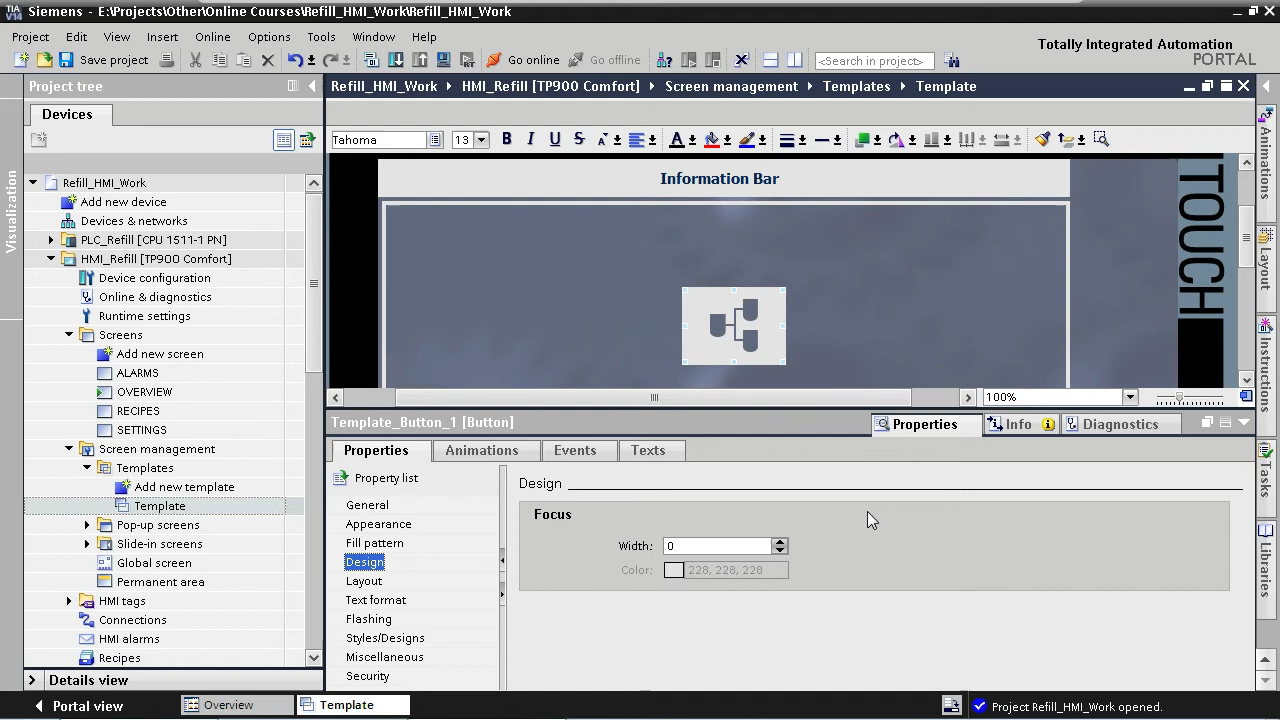 TIA
V14
Siemens - E:\Projects\Other\Online Courses\Refill_HMI_Work\Refill_HMI_Work
Project Edit View Insert Online Options Tools Window Help
Totally Integrated Automation
PORTAL
Save project
Go online
Go offline
<Search in project>
Project tree
Devices
Visualization
Refill_HMI_Work
Add new device
Devices & networks
PLC_Refill [CPU 1511-1 PN]
HMI_Refill [TP900 Comfort]
Device configuration
Online & diagnostics
Runtime settings
Screens
Add new screen
ALARMS
OVERVIEW
RECIPES
SETTINGS
Screen management
Templates
Add new template
Template
Pop-up screens
Slide-in screens
Global screen
Permanent area
HMI tags
Connections
HMI alarms
Recipes
Details view
Refill_HMI_Work HMI_Refill [TP900 Comfort] Screen management Templates Template
Tahoma 13 B I U S A A
Information Bar
TOUCH
100%
Template_Button_1 [Button]
Properties Info Diagnostics
Properties Animations Events Texts
Property list
General
Appearance
Fill pattern
Design
Layout
Text format
Flashing
Styles/Designs
Miscellaneous
Security
Design
Focus
Width: 0
Color: 228, 228, 228
Animations
Layout
Instructions
Tasks
Libraries
Portal view
Overview
Template
Project Refill_HMI_Work opened.